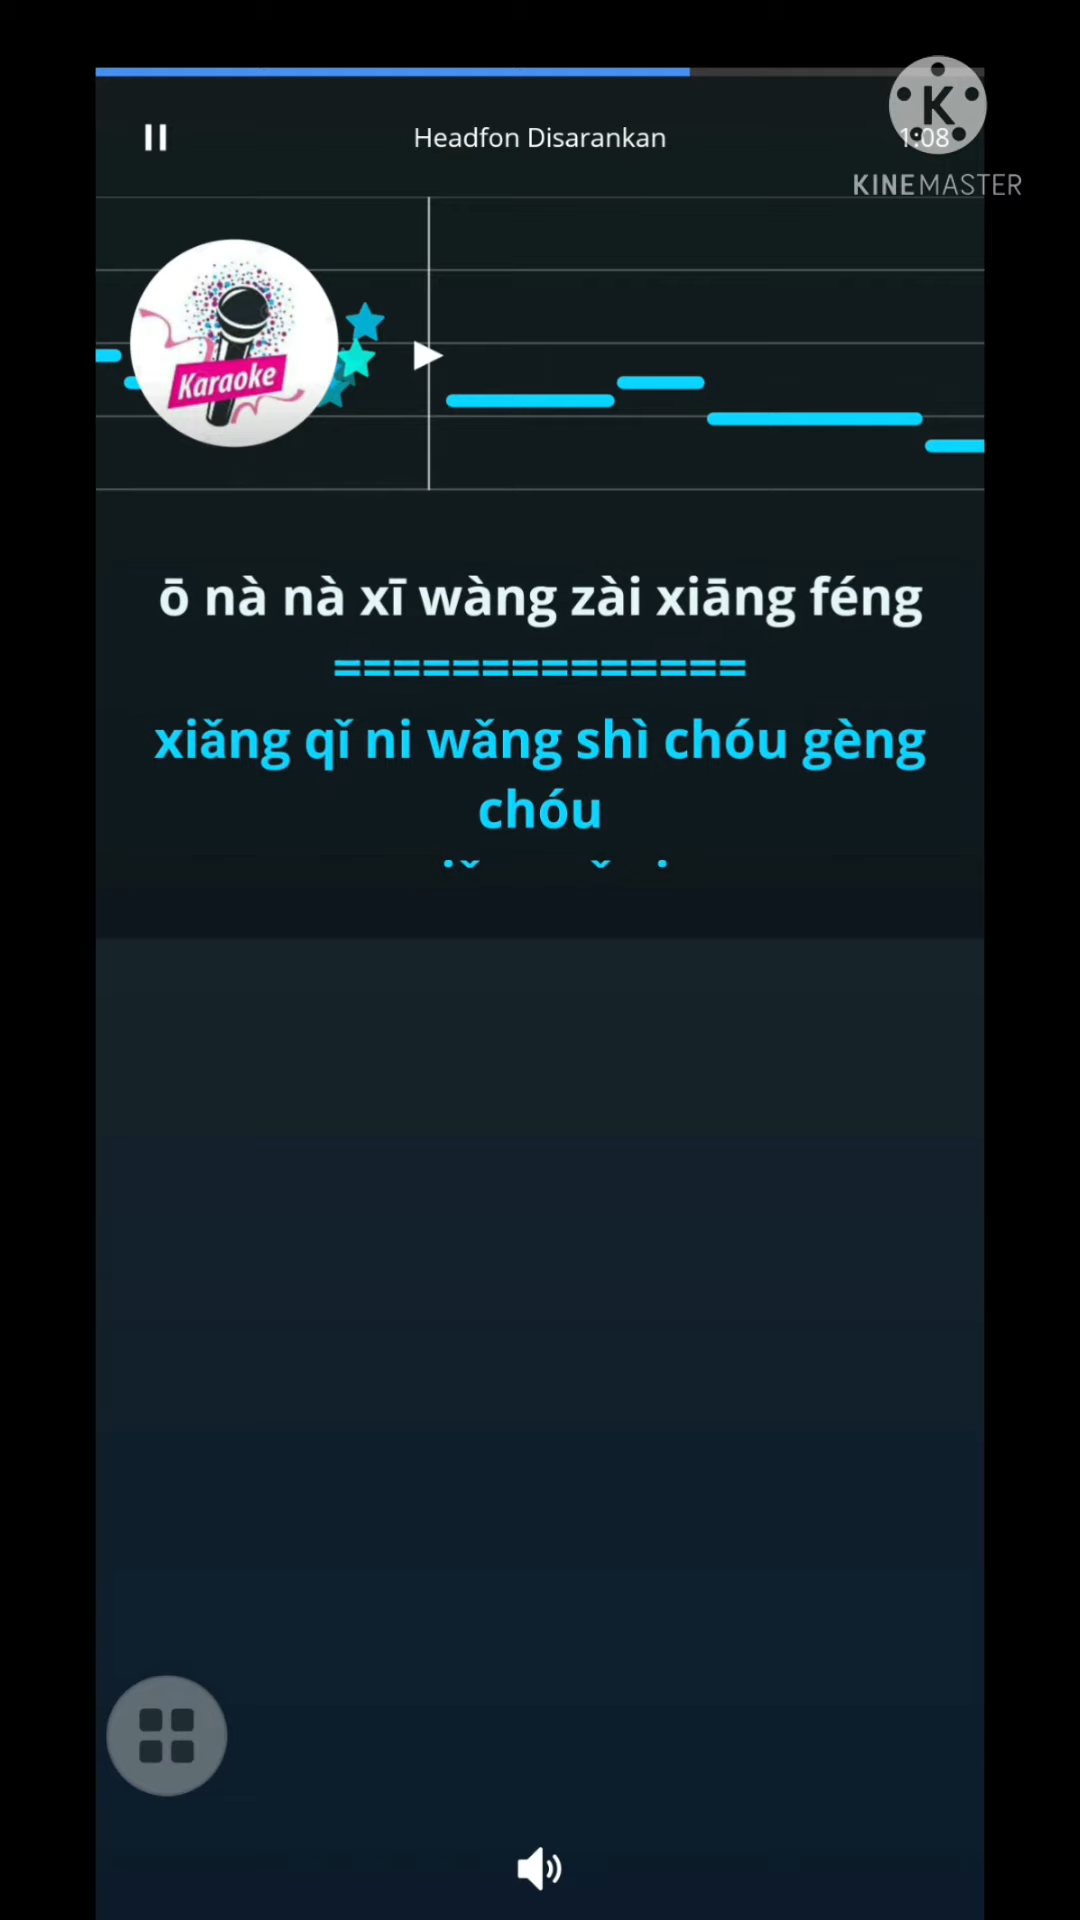 Headfon Disarankan
1:08
KINEMASTER
Karaoke
ō nà nà xī wàng zài xiāng féng
==============
xiǎng qǐ ni wǎng shì chóu gèng
chóu